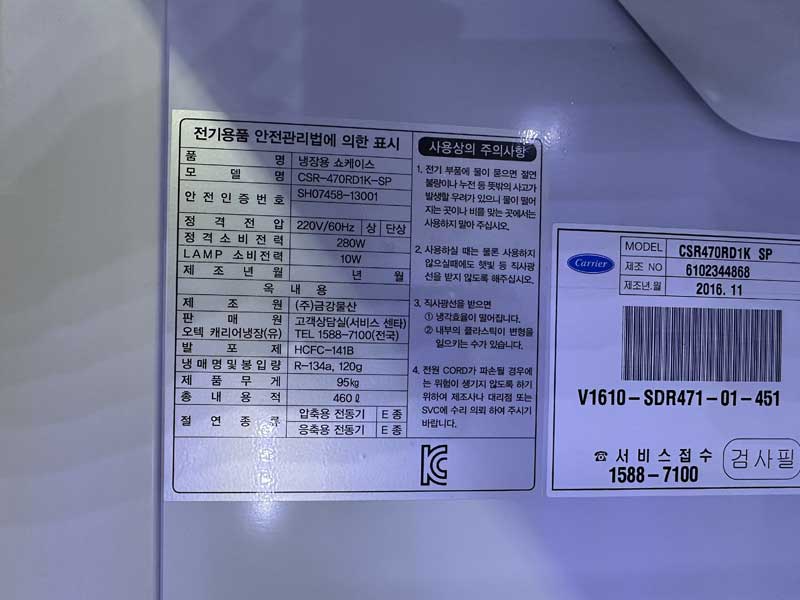 전기용품 안전관리법에 의한 표시
품 명 냉장용 쇼케이스
모 델 명 CSR-470RD1K-SP
안 전 인 증 번 호 SH07458-13001
정 격 전 압 220V/60Hz 상 단상
정 격 소 비 전 력 280W
LAMP 소 비 전 력 10W
제 조 년 월 년 월
옥 내 용
제 조 원 (주)금강물산
판 매 원 고객상담실(서비스 센타)
오텍 캐리어냉장(유) TEL 1588-7100(전국)
발 포 제 HCFC-141B
냉 매 명 및 봉 입 량 R-134a, 120g
제 품 무 게 95kg
총 내 용 적 460ℓ
절 연 종 류 압축용 전동기 E 종
응축용 전동기 E 종
사용상의 주의사항
1. 전기 부품에 물이 묻으면 절연
불량이나 누전 등 뜻밖의 사고가
발생할 우려가 있으니 물이 떨어
지는 곳이나 비를 맞는 곳에서는
사용하지 말아 주십시오.
2. 사용하실 때는 물론 사용하지
않으실때에도 햇빛 등 직사광
선을 받지 않도록 해주십시오.
3. 직사광선을 받으면
① 냉각효율이 떨어집니다.
② 내부의 플라스틱이 변형을
일으키는 수가 있습니다.
4. 전원 CORD가 파손될 경우에
는 위험이 생기지 않도록 하기
위하여 제조사나 대리점 또는
SVC에 수리 의뢰 하여 주시기
바랍니다.
Carrier
MODEL CSR470RD1K SP
제조 NO 6102344868
제조년.월 2016. 11
V1610-SDR471-01-451
☎ 서 비 스 접 수
1588-7100
검사필